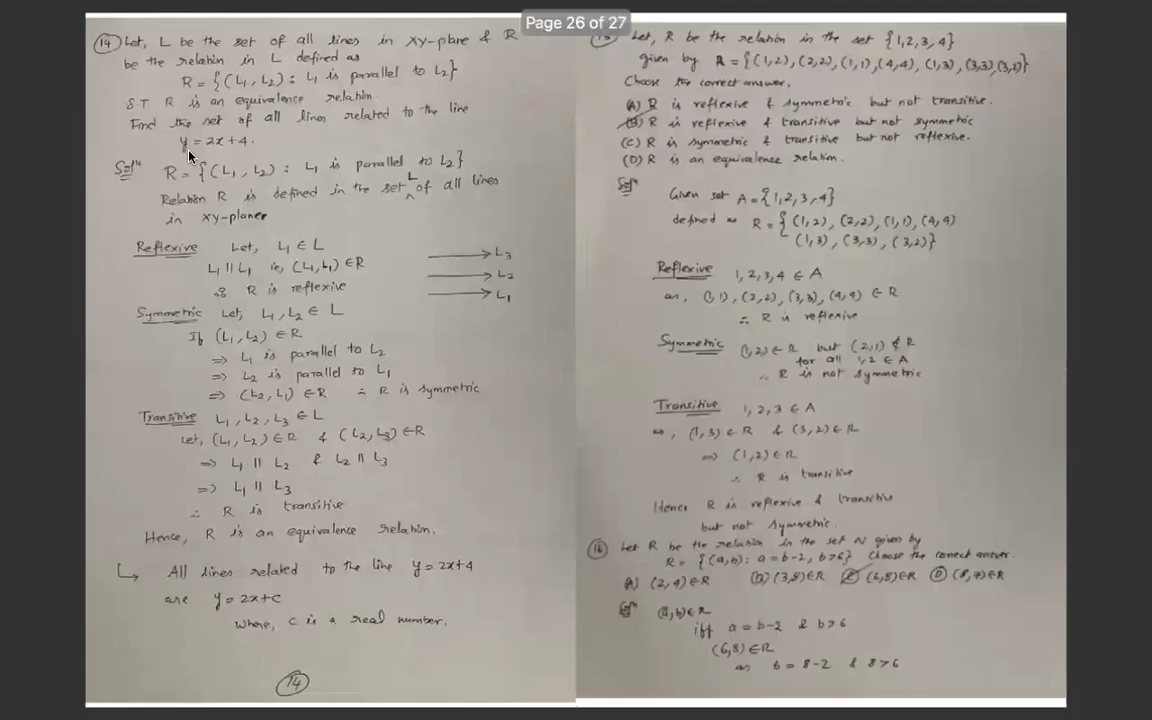 Page 26 of 27
(14) Let, L be the set of all lines in xy-plane & R
be the relation in L defined as
R = {(L₁, L₂) : L₁ is parallel to L₂}
S.T R is an equivalence relation.
Find the set of all lines related to the line
y = 2x+4.
Solⁿ R = {(L₁, L₂) : L₁ is parallel to L₂}
Relation R is defined in the set L of all lines
in xy-plane
Reflexive Let, L₁ ∈ L
L₁ || L₁ ie, (L₁, L₁) ∈ R
∴ R is reflexive
L₃
L₂
L₁
Symmetric Let, L₁, L₂ ∈ L
If (L₁, L₂) ∈ R
⇒ L₁ is parallel to L₂
⇒ L₂ is parallel to L₁
⇒ (L₂, L₁) ∈ R ∴ R is symmetric
Transitive L₁, L₂, L₃ ∈ L
Let, (L₁, L₂) ∈ R & (L₂, L₃) ∈ R
⇒ L₁ || L₂ & L₂ || L₃
⇒ L₁ || L₃
∴ R is transitive
Hence, R is an equivalence relation.
↳ All lines related to the line y = 2x+4
are y = 2x+c
where, c is a real number.
14
Let, R be the relation in the set {1,2,3,4}
given by R = {(1,2), (2,2), (1,1), (4,4), (1,3), (3,3), (3,2)}
Choose the correct answer.
(A) R is reflexive & symmetric but not transitive.
(B) R is reflexive & transitive but not symmetric
(C) R is symmetric & transitive but not reflexive.
(D) R is an equivalence relation.
Solⁿ Given set A = {1,2,3,4}
defined as R = { (1,2), (2,2), (1,1), (4,4)
(1,3), (3,3), (3,2)}
Reflexive 1,2,3,4 ∈ A
as, (1,1), (2,2), (3,3), (4,4) ∈ R
∴ R is reflexive
Symmetric (1,2) ∈ R but (2,1) ∉ R
for all 1,2 ∈ A
∴ R is not symmetric
Transitive 1, 2, 3 ∈ A
as, (1,3) ∈ R & (3,2) ∈ R
⇒ (1,2) ∈ R
∴ R is transitive
Hence R is reflexive & transitive
but not symmetric.
(16) Let R be the relation in the set N given by
R = {(a,b): a = b-2, b>6} Choose the correct answer.
(A) (2,4) ∈ R (B) (3,8) ∈ R (C) (6,8) ∈ R (D) (8,7) ∈ R
Solⁿ (a,b) ∈ R
iff a = b-2 & b>6
(6,8) ∈ R
as 6 = 8-2 & 8>6